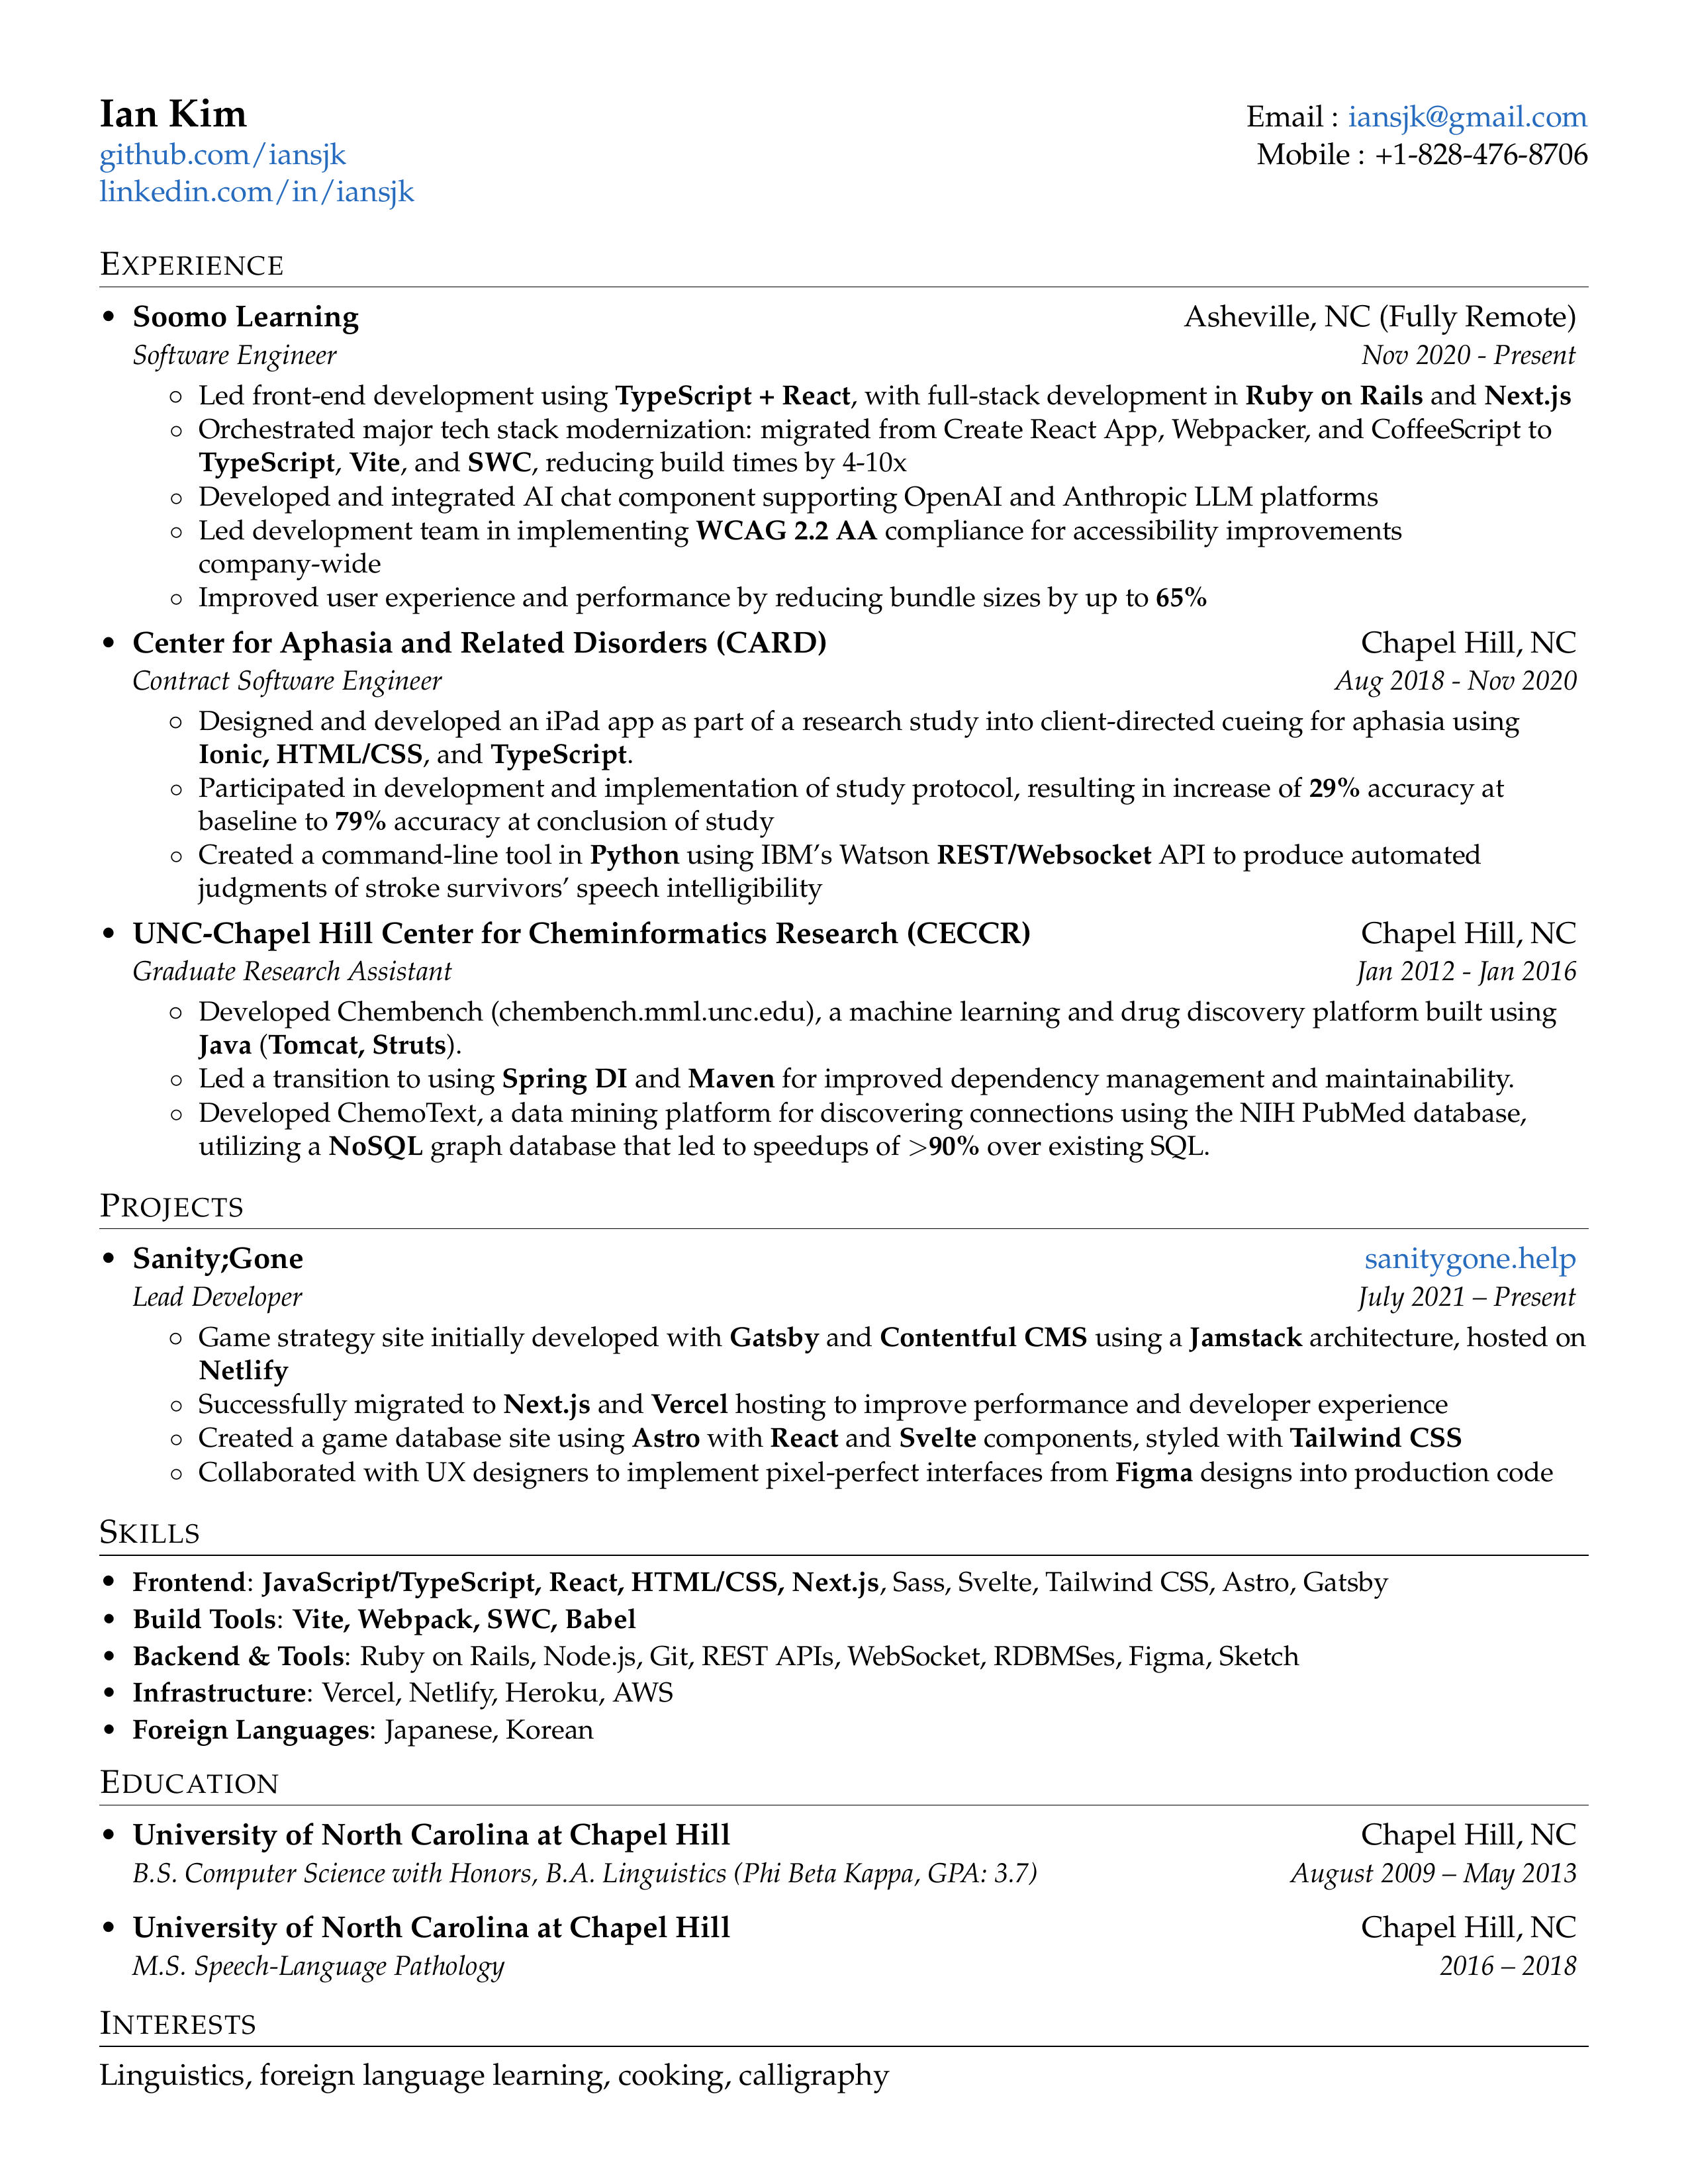 Ian Kim
Email : iansjk@gmail.com
github.com/iansjk
Mobile : +1-828-476-8706
linkedin.com/in/iansjk
EXPERIENCE
• Soomo Learning Asheville, NC (Fully Remote)
Software Engineer Nov 2020 - Present
◦ Led front-end development using TypeScript + React, with full-stack development in Ruby on Rails and Next.js
◦ Orchestrated major tech stack modernization: migrated from Create React App, Webpacker, and CoffeeScript to
TypeScript, Vite, and SWC, reducing build times by 4-10x
◦ Developed and integrated AI chat component supporting OpenAI and Anthropic LLM platforms
◦ Led development team in implementing WCAG 2.2 AA compliance for accessibility improvements
company-wide
◦ Improved user experience and performance by reducing bundle sizes by up to 65%
• Center for Aphasia and Related Disorders (CARD) Chapel Hill, NC
Contract Software Engineer Aug 2018 - Nov 2020
◦ Designed and developed an iPad app as part of a research study into client-directed cueing for aphasia using
Ionic, HTML/CSS, and TypeScript.
◦ Participated in development and implementation of study protocol, resulting in increase of 29% accuracy at
baseline to 79% accuracy at conclusion of study
◦ Created a command-line tool in Python using IBM's Watson REST/Websocket API to produce automated
judgments of stroke survivors' speech intelligibility
• UNC-Chapel Hill Center for Cheminformatics Research (CECCR) Chapel Hill, NC
Graduate Research Assistant Jan 2012 - Jan 2016
◦ Developed Chembench (chembench.mml.unc.edu), a machine learning and drug discovery platform built using
Java (Tomcat, Struts).
◦ Led a transition to using Spring DI and Maven for improved dependency management and maintainability.
◦ Developed ChemoText, a data mining platform for discovering connections using the NIH PubMed database,
utilizing a NoSQL graph database that led to speedups of >90% over existing SQL.
PROJECTS
• Sanity;Gone sanitygone.help
Lead Developer July 2021 – Present
◦ Game strategy site initially developed with Gatsby and Contentful CMS using a Jamstack architecture, hosted on
Netlify
◦ Successfully migrated to Next.js and Vercel hosting to improve performance and developer experience
◦ Created a game database site using Astro with React and Svelte components, styled with Tailwind CSS
◦ Collaborated with UX designers to implement pixel-perfect interfaces from Figma designs into production code
SKILLS
• Frontend: JavaScript/TypeScript, React, HTML/CSS, Next.js, Sass, Svelte, Tailwind CSS, Astro, Gatsby
• Build Tools: Vite, Webpack, SWC, Babel
• Backend & Tools: Ruby on Rails, Node.js, Git, REST APIs, WebSocket, RDBMSes, Figma, Sketch
• Infrastructure: Vercel, Netlify, Heroku, AWS
• Foreign Languages: Japanese, Korean
EDUCATION
• University of North Carolina at Chapel Hill Chapel Hill, NC
B.S. Computer Science with Honors, B.A. Linguistics (Phi Beta Kappa, GPA: 3.7) August 2009 – May 2013
• University of North Carolina at Chapel Hill Chapel Hill, NC
M.S. Speech-Language Pathology 2016 – 2018
INTERESTS
Linguistics, foreign language learning, cooking, calligraphy